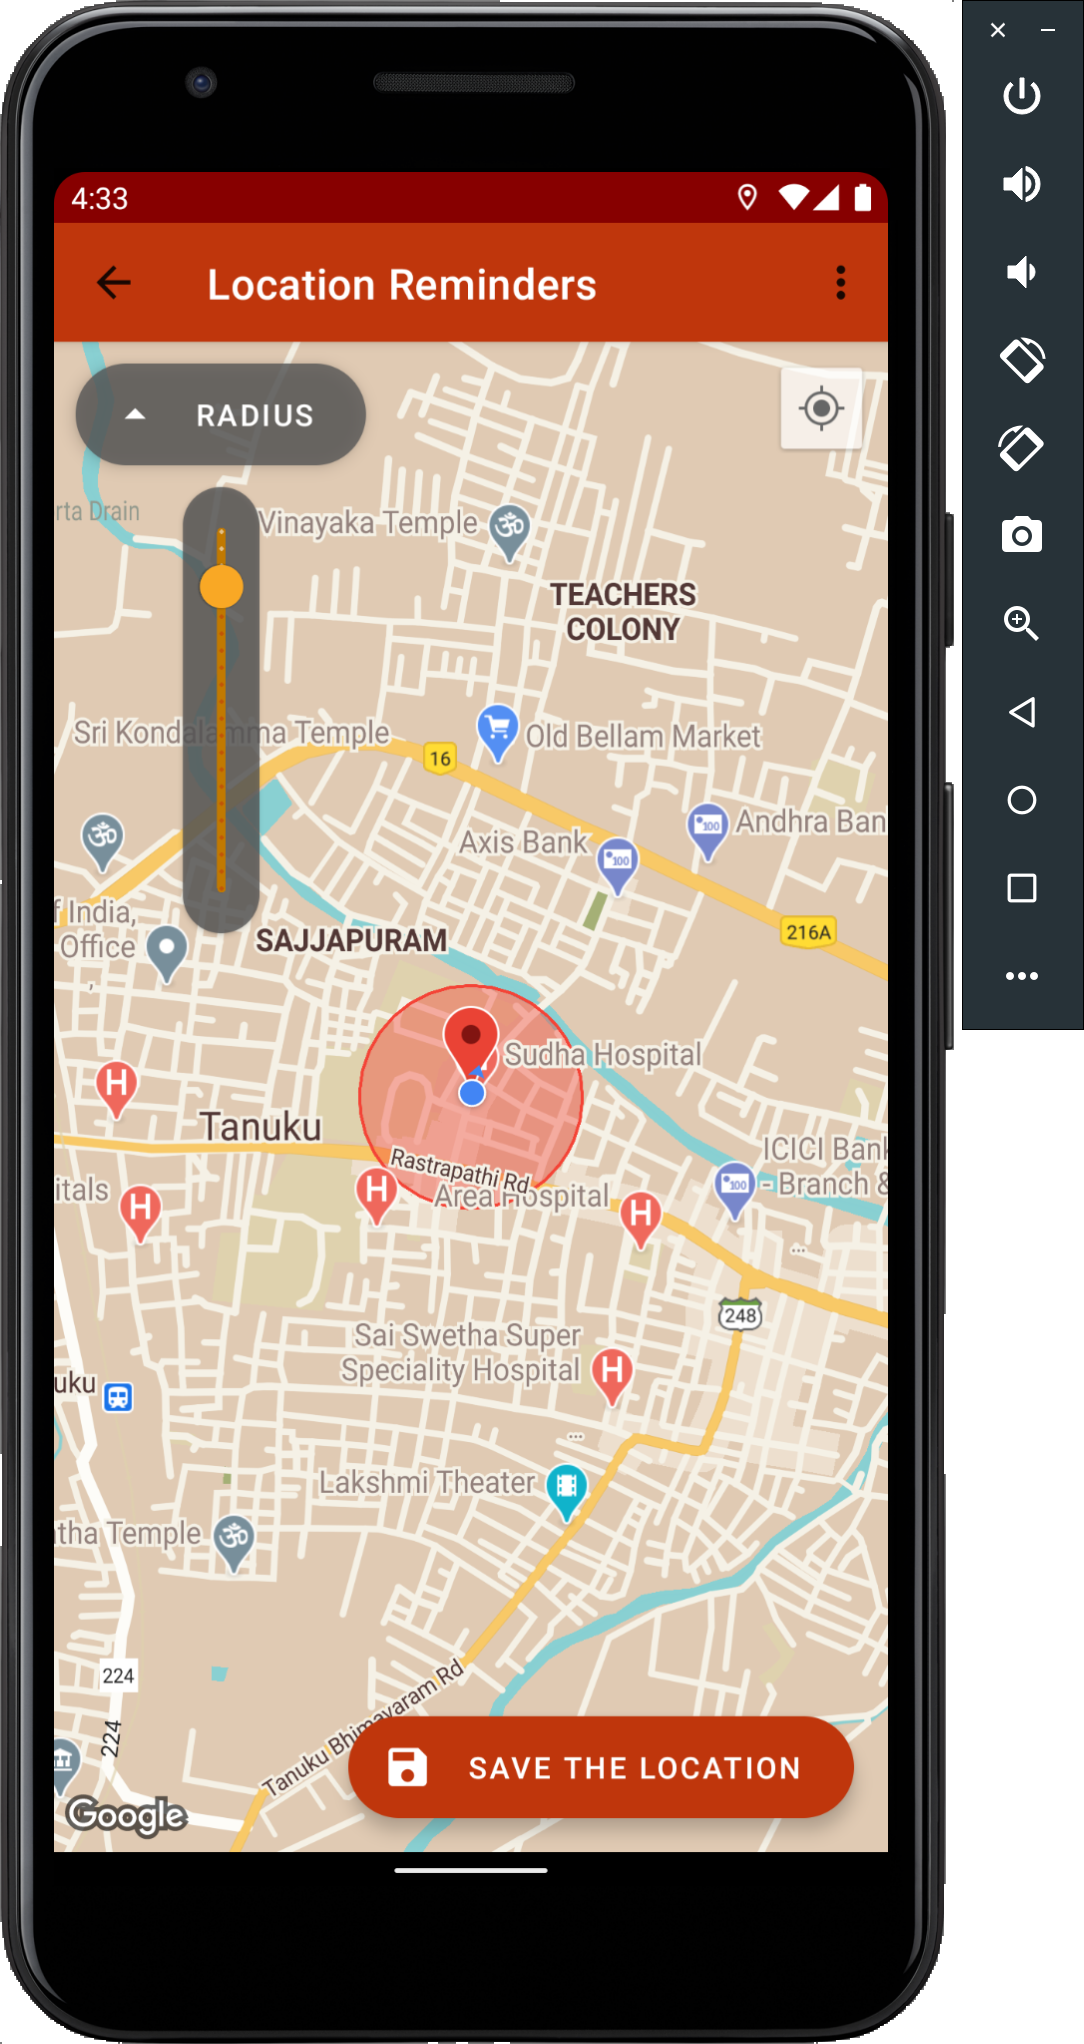 4:33
Location Reminders
RADIUS
rta Drain
Vinayaka Temple
TEACHERS
COLONY
Sri Kondalamma Temple
Old Bellam Market
16
Andhra Ban
Axis Bank
100
100
f India,
Office
,
216A
SAJJAPURAM
Sudha Hospital
H
Tanuku
ICICI Bank
- Branch &
100
Rastrapathi Rd
itals
H
H
Area Hospital
H
...
248
Sai Swetha Super
Speciality Hospital
H
uku
...
Lakshmi Theater
tha Temple
224
224
Tanuku Bhimavaram Rd
SAVE THE LOCATION
Google